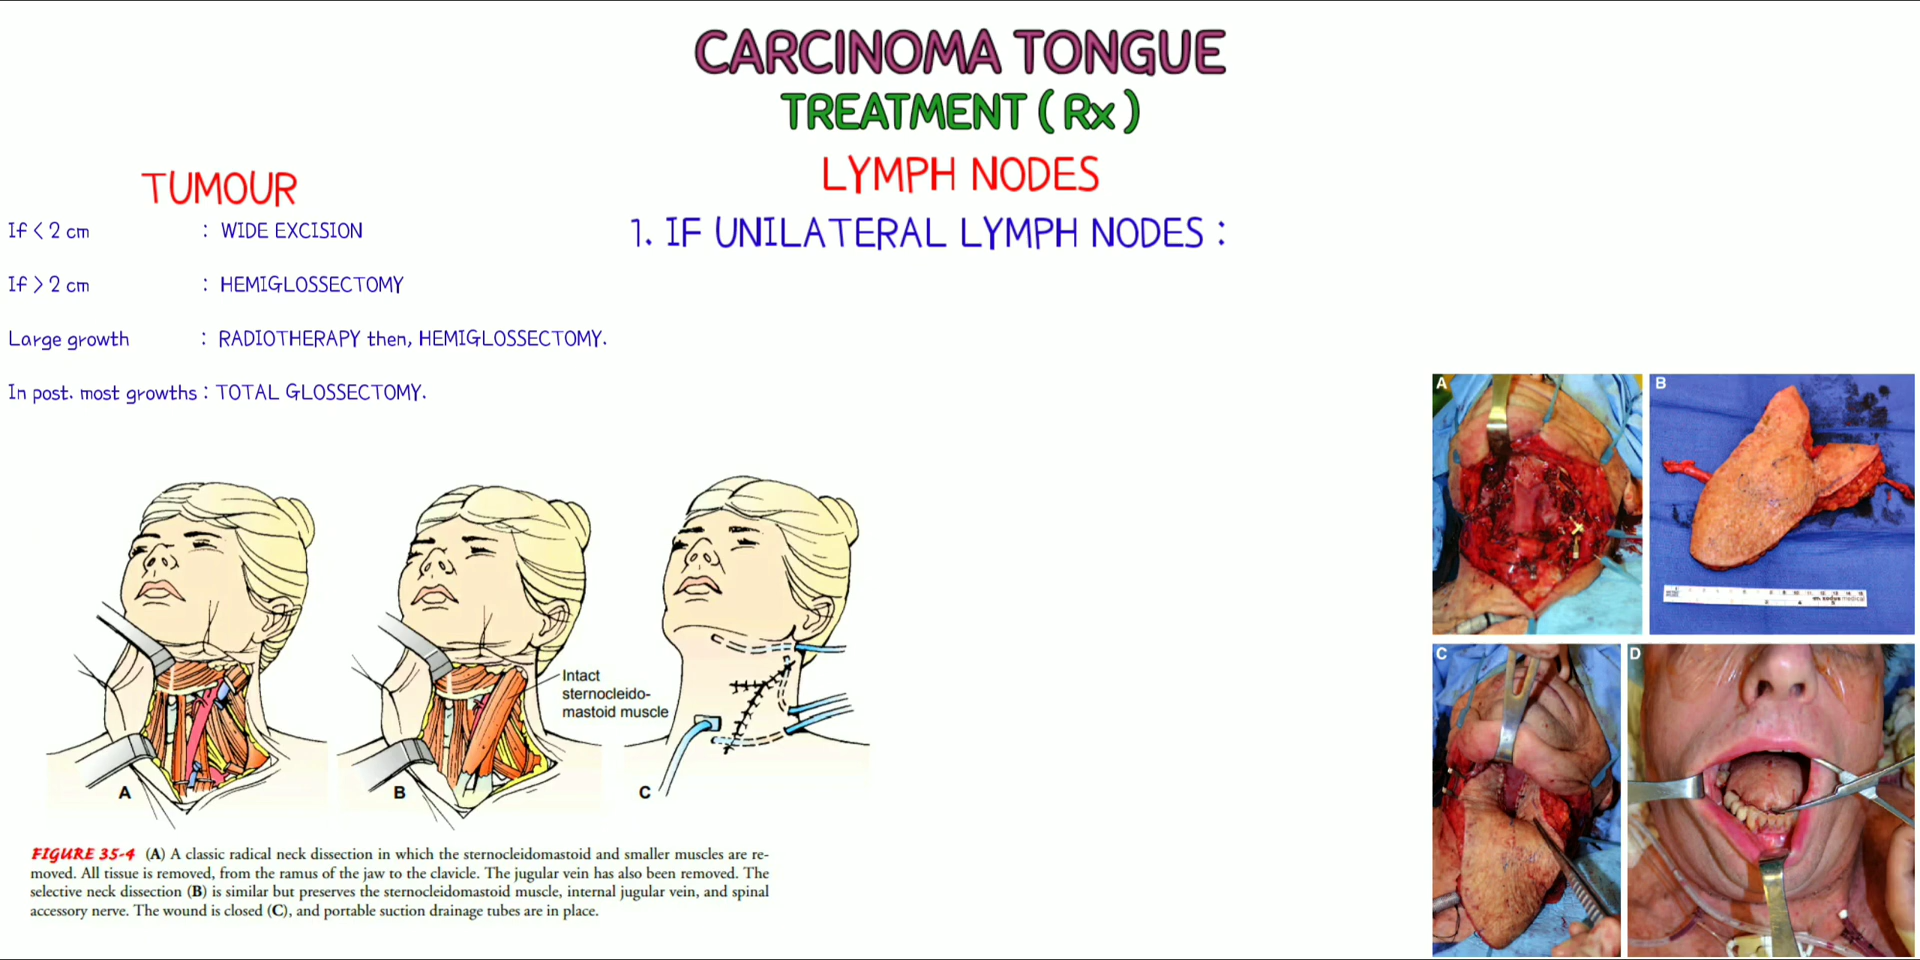 CARCINOMA TONGUE
TREATMENT ( Rx )
LYMPH NODES
1. IF UNILATERAL LYMPH NODES :
TUMOUR
If < 2 cm : WIDE EXCISION
If > 2 cm : HEMIGLOSSECTOMY
Large growth : RADIOTHERAPY then, HEMIGLOSSECTOMY.
In post. most growths : TOTAL GLOSSECTOMY.
Intact
sternocleido-
mastoid muscle
A
B
C
FIGURE 35-4 (A) A classic radical neck dissection in which the sternocleidomastoid and smaller muscles are re-
moved. All tissue is removed, from the ramus of the jaw to the clavicle. The jugular vein has also been removed. The
selective neck dissection (B) is similar but preserves the sternocleidomastoid muscle, internal jugular vein, and spinal
accessory nerve. The wound is closed (C), and portable suction drainage tubes are in place.
A
B
medical
C
D